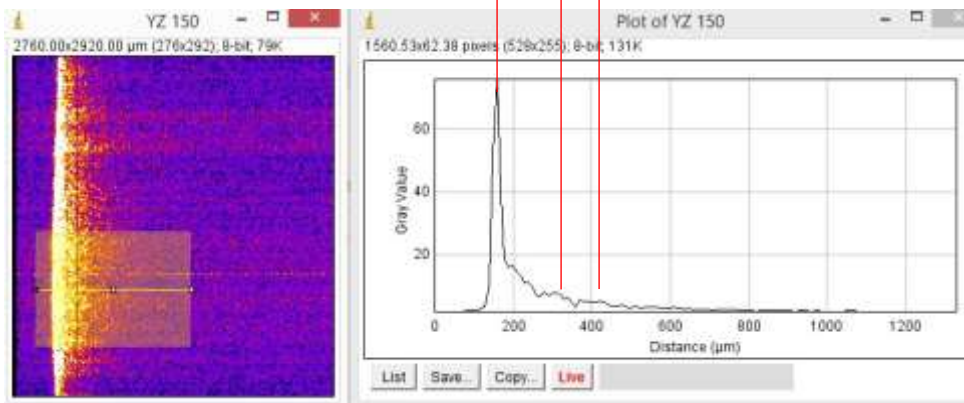 YZ 150
2760.00x2920.00 µm (276x292); 8-bit; 79K
Plot of YZ 150
1560.53x62.38 pixels (528x255); 8-bit; 131K
60
40
20
Gray Value
0 200 400 600 800 1000 1200
Distance (µm)
List Save... Copy... Live